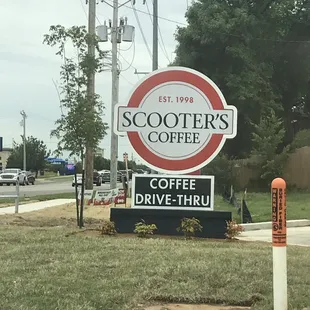 EST. 1998
SCOOTER'S
COFFEE
COFFEE
DRIVE-THRU